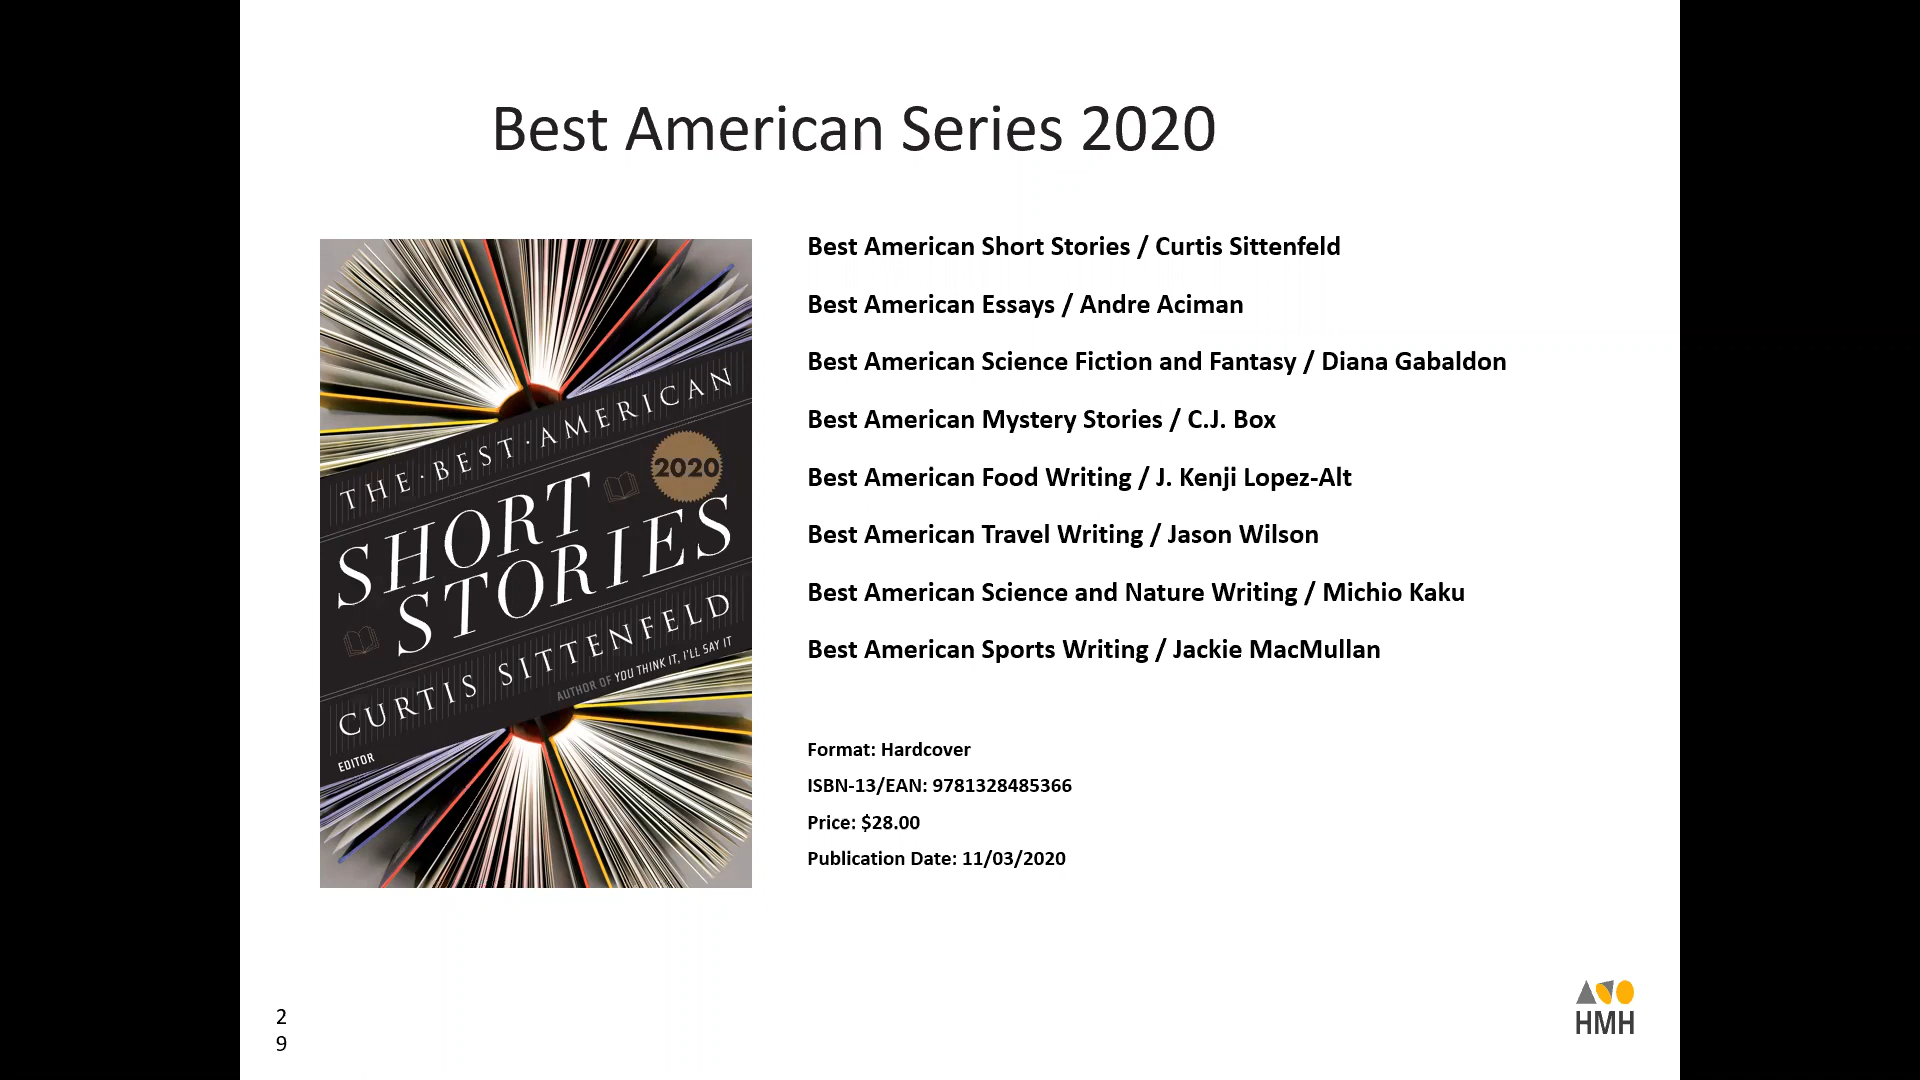 Best American Series 2020
THE·BEST·AMERICAN
2020
SHORT
STORIES
CURTIS SITTENFELD
AUTHOR OF YOU THINK IT, I'LL SAY IT
EDITOR
Best American Short Stories / Curtis Sittenfeld
Best American Essays / Andre Aciman
Best American Science Fiction and Fantasy / Diana Gabaldon
Best American Mystery Stories / C.J. Box
Best American Food Writing / J. Kenji Lopez-Alt
Best American Travel Writing / Jason Wilson
Best American Science and Nature Writing / Michio Kaku
Best American Sports Writing / Jackie MacMullan
Format: Hardcover
ISBN-13/EAN: 9781328485366
Price: $28.00
Publication Date: 11/03/2020
2
9
HMH